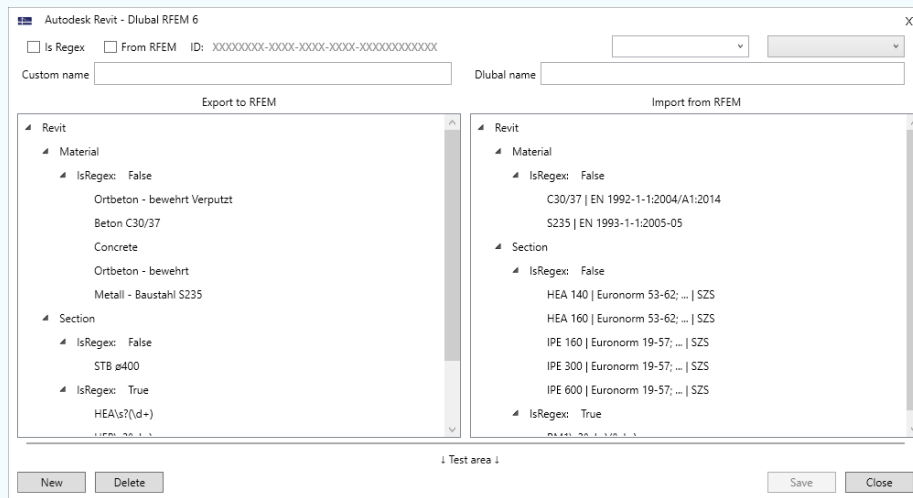 Autodesk Revit - Dlubal RFEM 6
X
Is Regex From RFEM ID: XXXXXXXX-XXXX-XXXX-XXXX-XXXXXXXXXXXX
Custom name
Dlubal name
Export to RFEM
Revit
Material
IsRegex: False
Ortbeton - bewehrt Verputzt
Beton C30/37
Concrete
Ortbeton - bewehrt
Metall - Baustahl S235
Section
IsRegex: False
STB ø400
IsRegex: True
HEA\s?(\d+)
Import from RFEM
Revit
Material
IsRegex: False
C30/37 | EN 1992-1-1:2004/A1:2014
S235 | EN 1993-1-1:2005-05
Section
IsRegex: False
HEA 140 | Euronorm 53-62; ... | SZS
HEA 160 | Euronorm 53-62; ... | SZS
IPE 160 | Euronorm 19-57; ... | SZS
IPE 300 | Euronorm 19-57; ... | SZS
IPE 600 | Euronorm 19-57; ... | SZS
IsRegex: True
↓ Test area ↓
New Delete Save Close